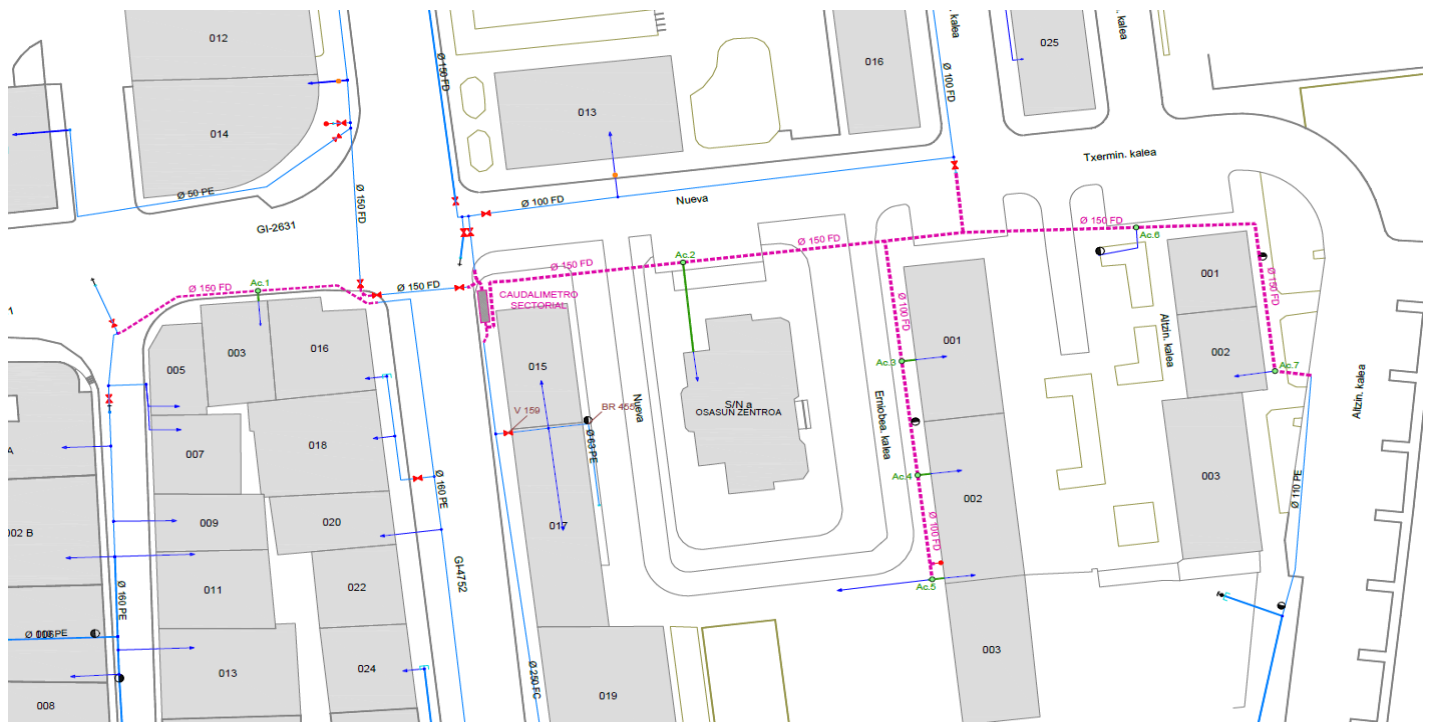 012
014
013
016
025
Ø 150 FD
Ø 100 FD
kalea
kalea
Txermin. kalea
Ø 50 PE
Ø 150 FD
GI-2631
Ø 100 FD
Nueva
Ø 150 FD
Ac.1
Ø 150 FD
Ø 150 FD
CAUDALIMETRO
SECTORIAL
Ac.2
Ø 150 FD
Ø 150 FD
Ac.6
Ø 150 FD
001
Ø 100 FD
001
Ac.3
Altzin. kalea
002
Ac.7
Altzin. kalea
003
016
005
015
V 159
BR 455
Ø 63 PE
Nueva
S/N a
OSASUN ZENTROA
Erniobea. kalea
018
007
Ac.4
002
003
Ø 110 PE
Ø 160 PE
009
020
017
Ø 100 FD
Ac.5
002 B
011
022
GI-4752
Ø 160 PE
013
024
Ø 250 FC
019
003
008